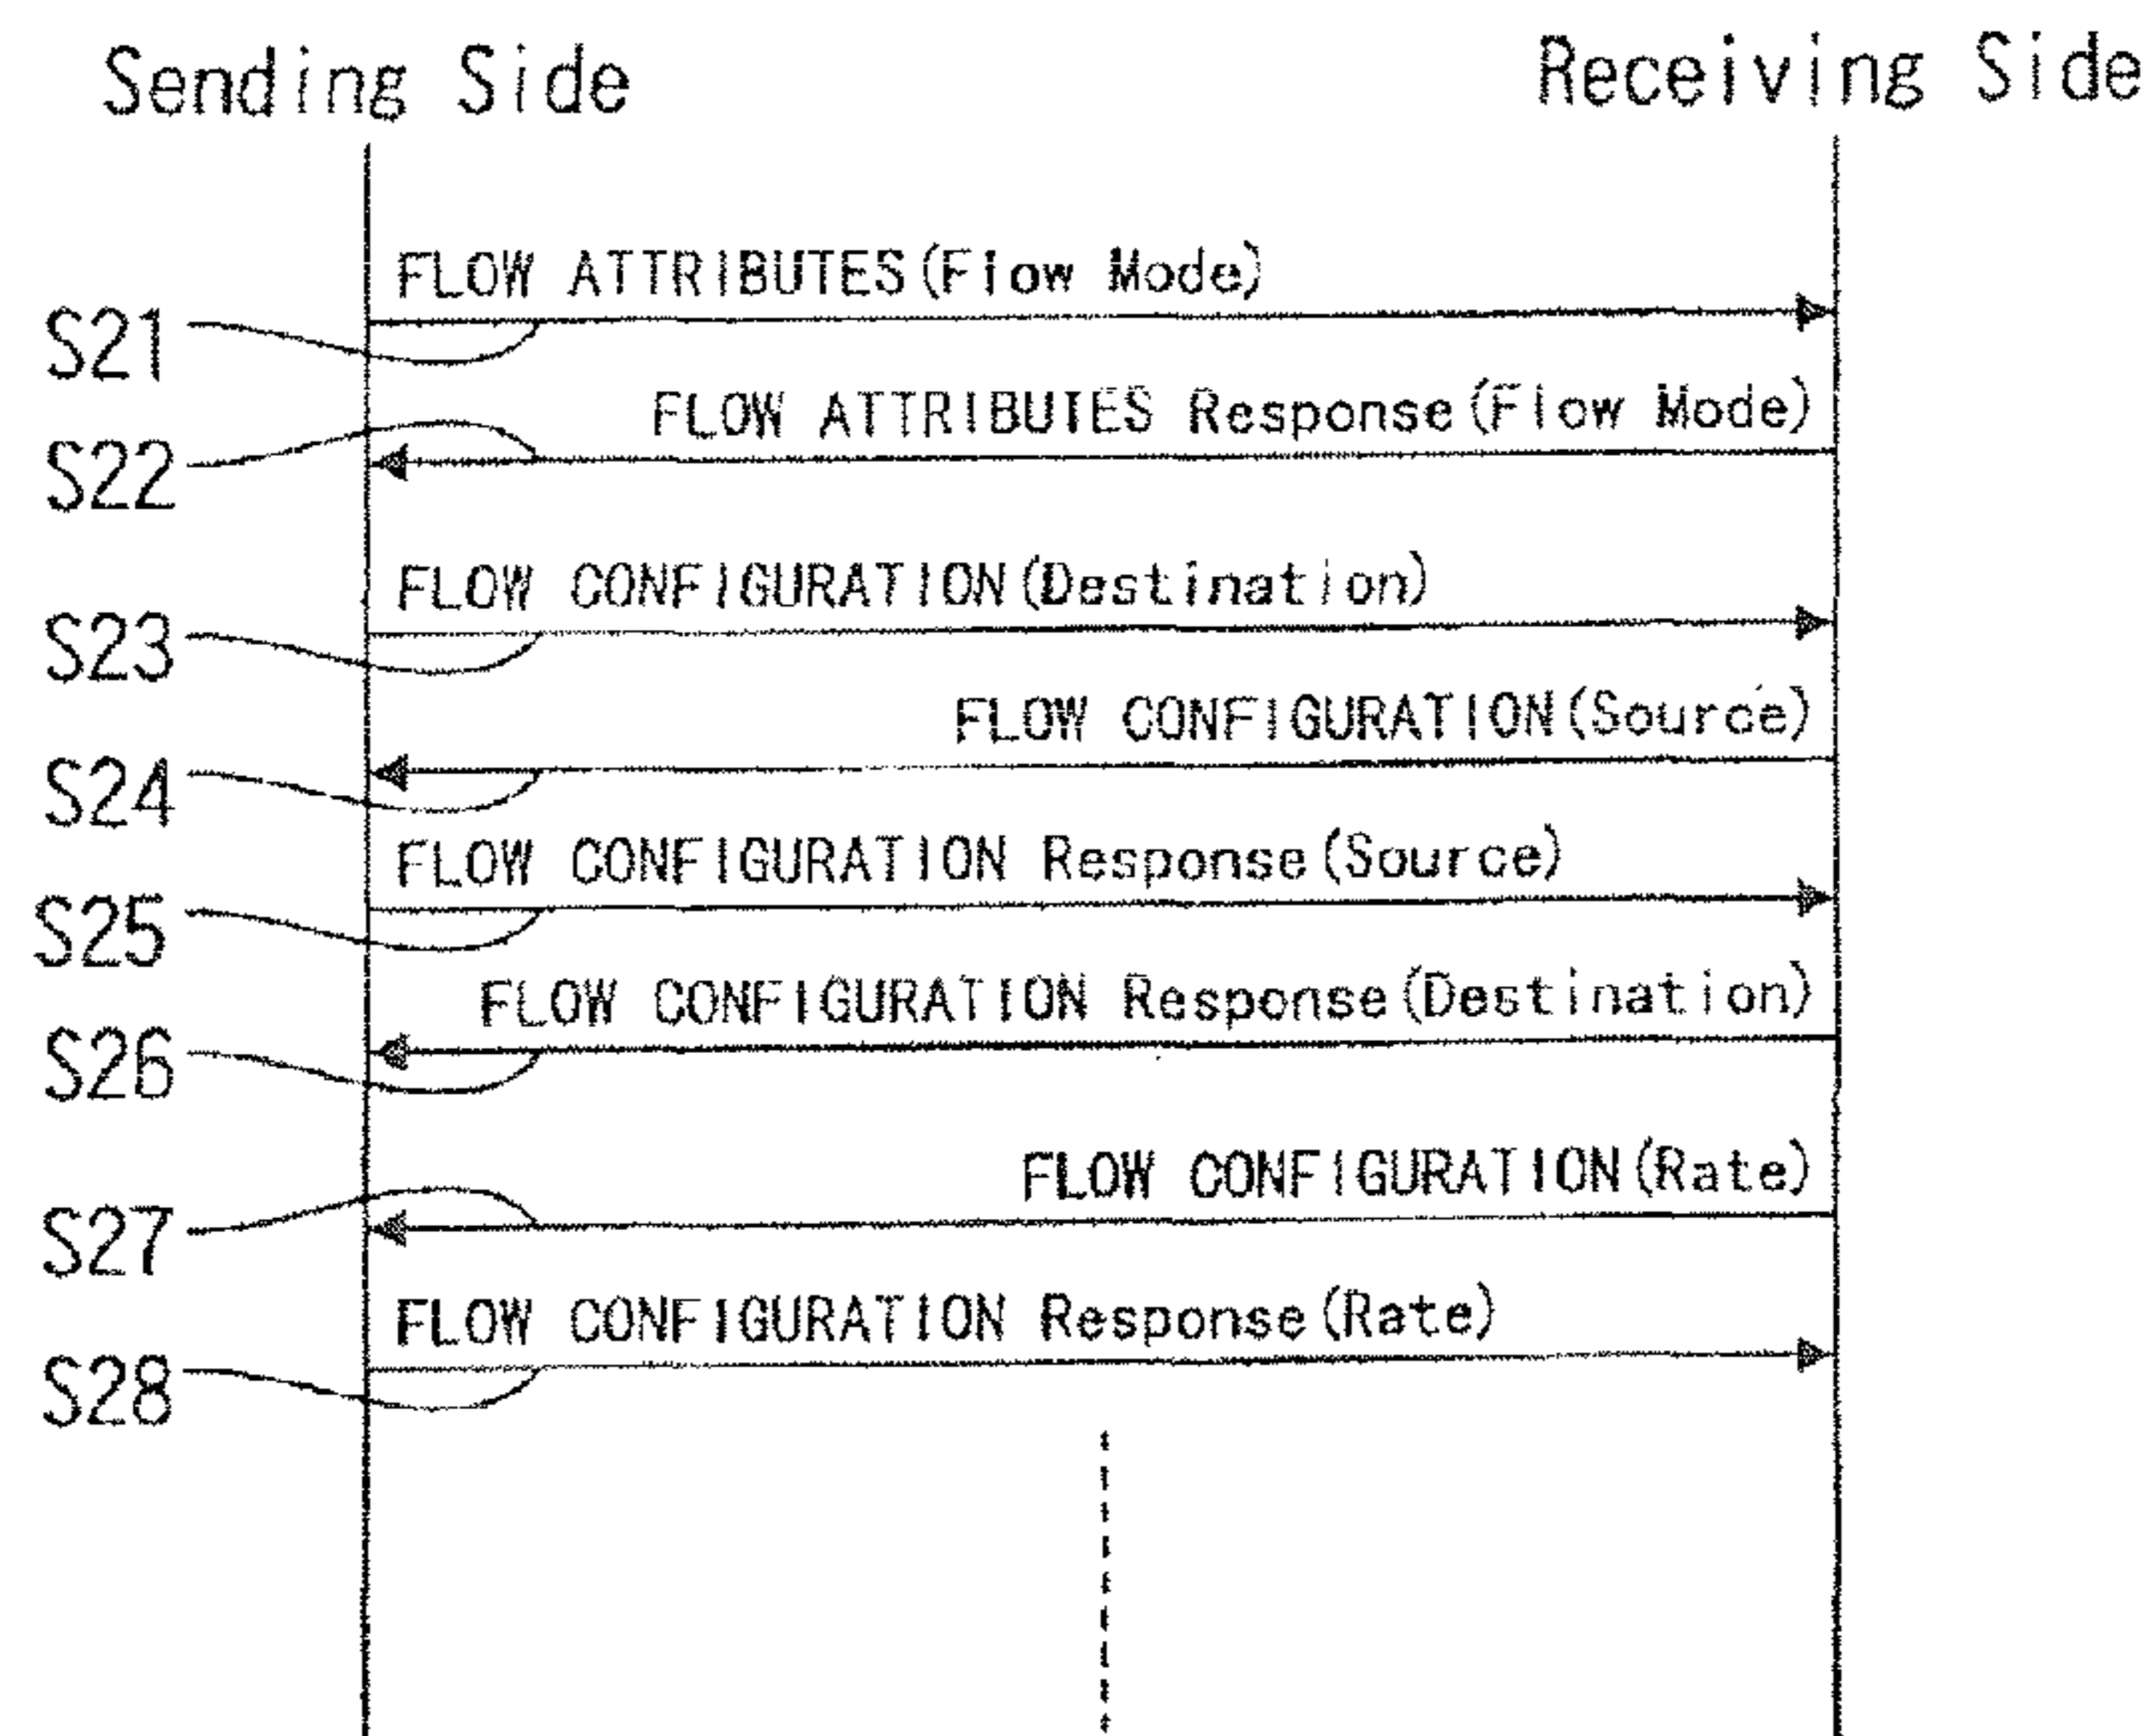 Sending Side
Receiving Side
FLOW ATTRIBUTES(Flow Mode)
S21
FLOW ATTRIBUTES Response(Flow Mode)
S22
FLOW CONFIGURATION(Destination)
S23
FLOW CONFIGURATION(Source)
S24
FLOW CONFIGURATION Response(Source)
S25
FLOW CONFIGURATION Response(Destination)
S26
FLOW CONFIGURATION(Rate)
S27
FLOW CONFIGURATION Response(Rate)
S28